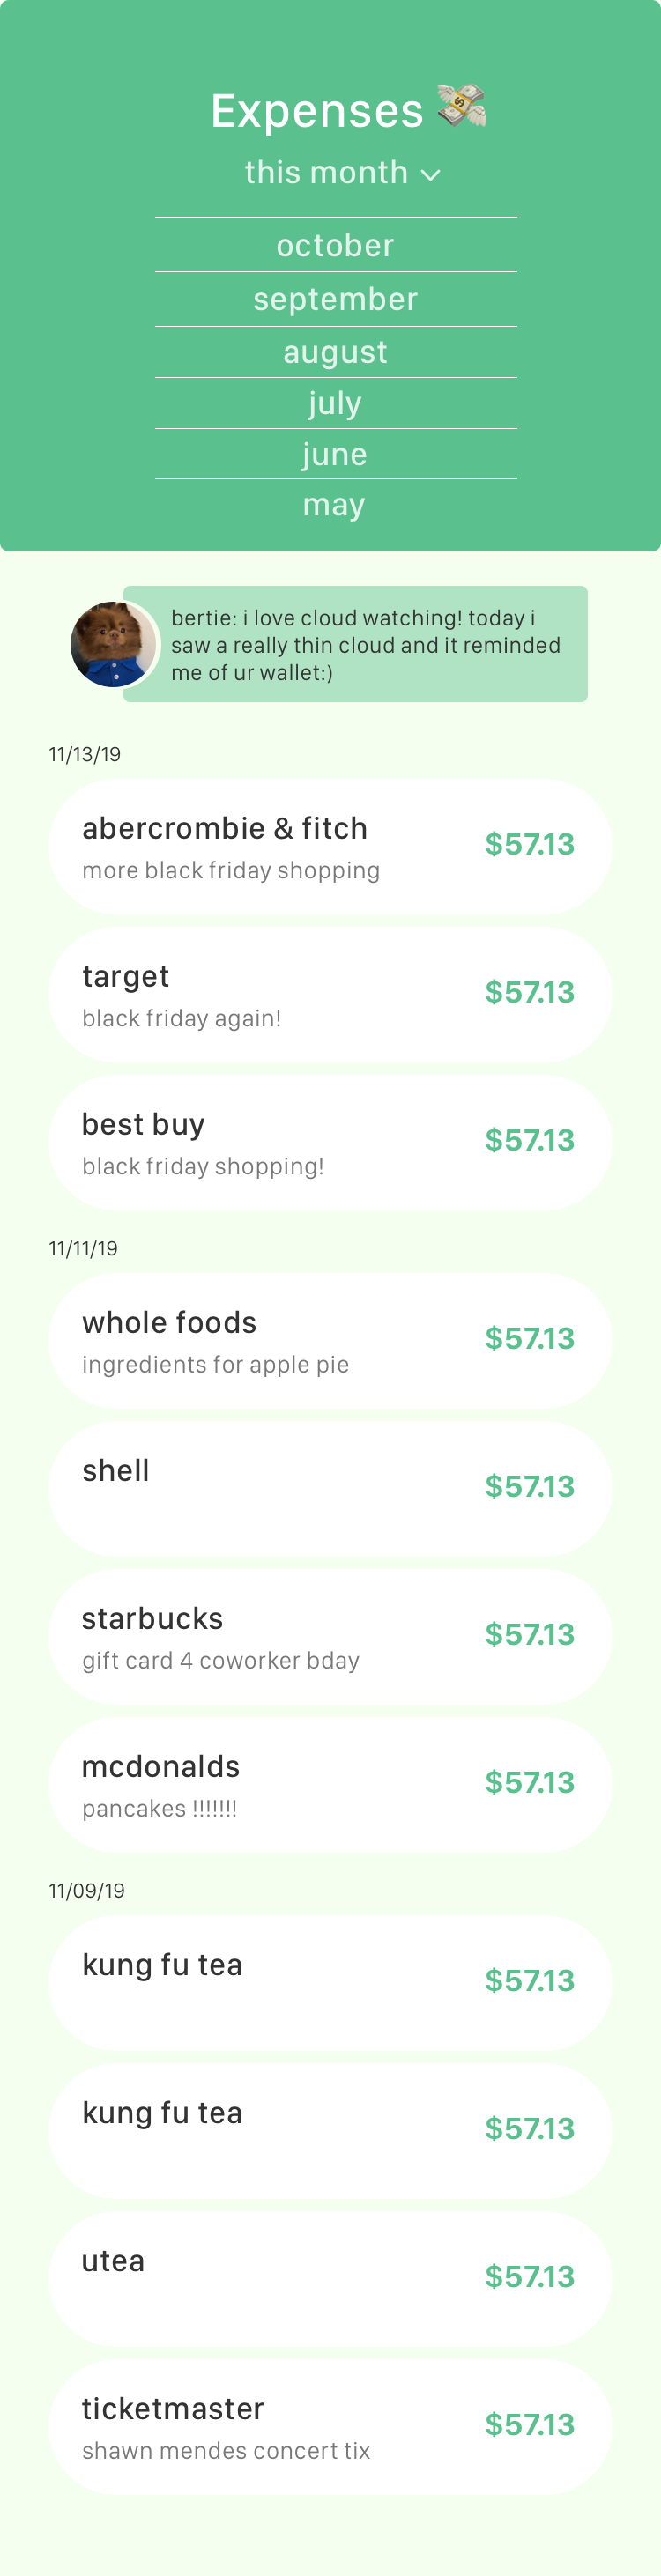 Expenses 💸
this month
october
september
august
july
june
may
bertie: i love cloud watching! today i
saw a really thin cloud and it reminded
me of ur wallet:)
11/13/19
abercrombie & fitch
$57.13
more black friday shopping
target
$57.13
black friday again!
best buy
$57.13
black friday shopping!
11/11/19
whole foods
$57.13
ingredients for apple pie
shell
$57.13
starbucks
$57.13
gift card 4 coworker bday
mcdonalds
$57.13
pancakes !!!!!!!
11/09/19
kung fu tea
$57.13
kung fu tea
$57.13
utea
$57.13
ticketmaster
$57.13
shawn mendes concert tix